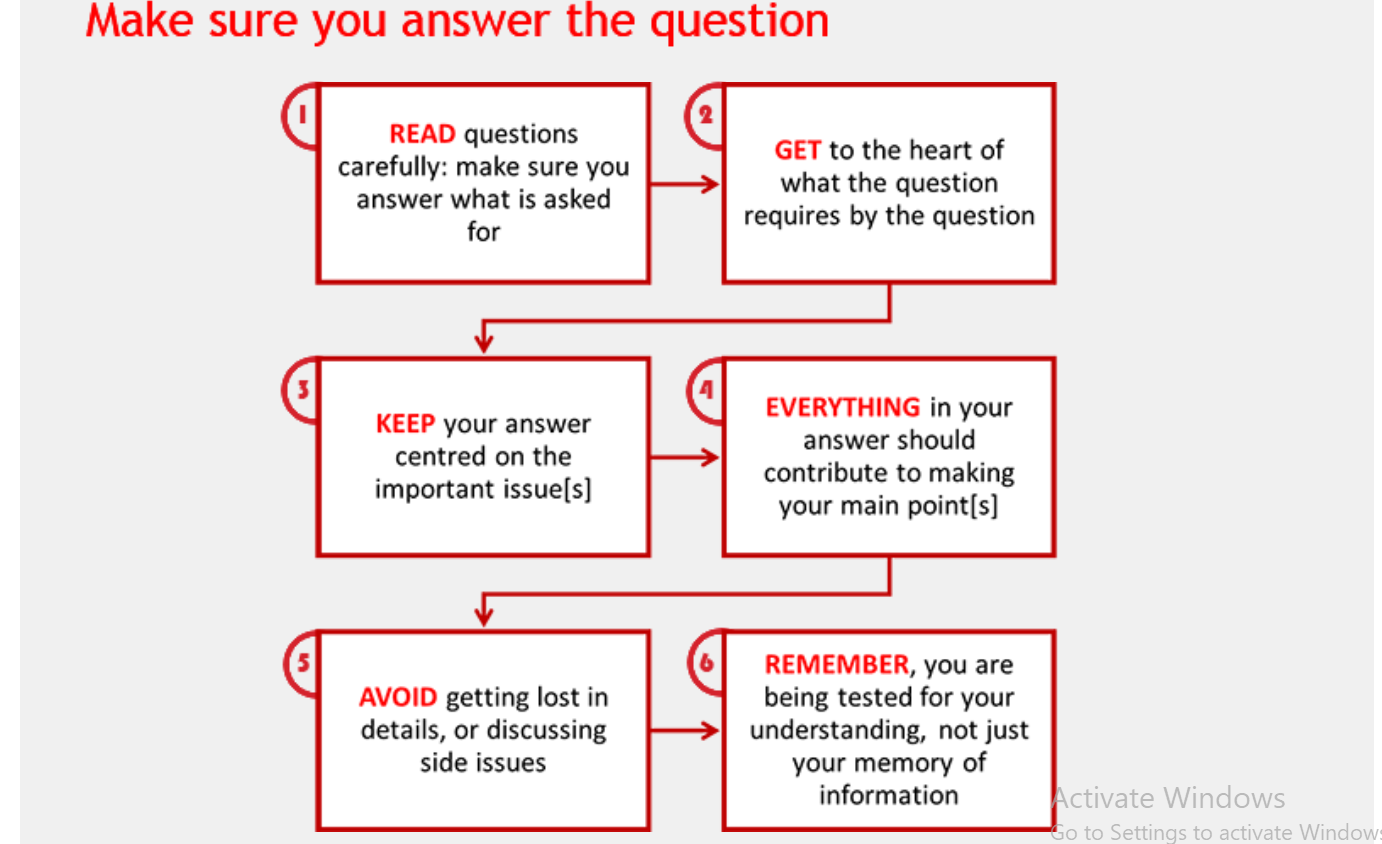 Make sure you answer the question
1
READ questions
carefully: make sure you
answer what is asked
for
2
GET to the heart of
what the question
requires by the question
3
KEEP your answer
centred on the
important issue[s]
4
EVERYTHING in your
answer should
contribute to making
your main point[s]
5
AVOID getting lost in
details, or discussing
side issues
6
REMEMBER, you are
being tested for your
understanding, not just
your memory of
information
Activate Windows
Go to Settings to activate Windows